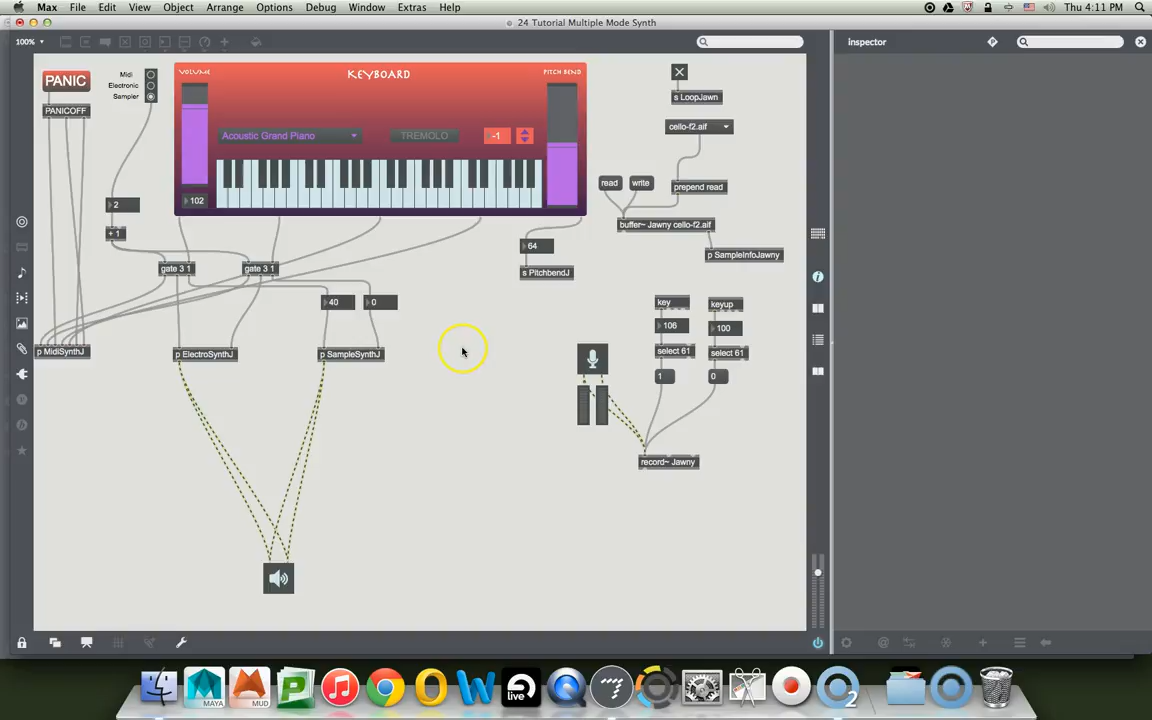 Max File Edit View Object Arrange Options Debug Window Extras Help
Thu 4:11 PM
24 Tutorial Multiple Mode Synth
100%
inspector
PANIC
PANICOFF
Midi
Electronic
Sampler
VOLUME
KEYBOARD
PITCH BEND
Acoustic Grand Piano
TREMOLO
-1
102
2
+ 1
gate 3 1
gate 3 1
40
0
64
s PitchbendJ
p MidiSynthJ
p ElectroSynthJ
p SampleSynthJ
s LoopJawn
cello-f2.aif
read
write
prepend read
buffer~ Jawny cello-f2.aif
p SampleInfoJawny
key
keyup
106
100
select 61
select 61
1
0
record~ Jawny
MAYA
MUD
live
2